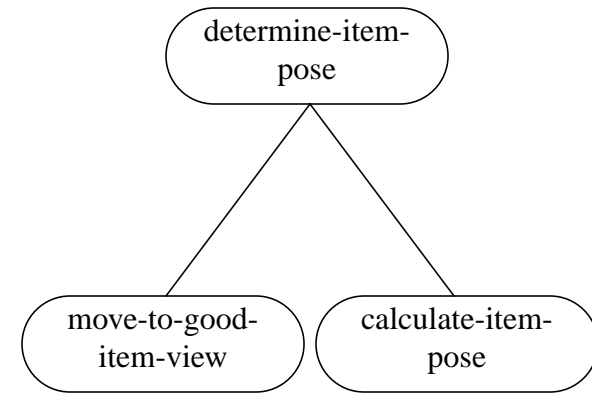 determine-item-
pose
move-to-good-
item-view
calculate-item-
pose